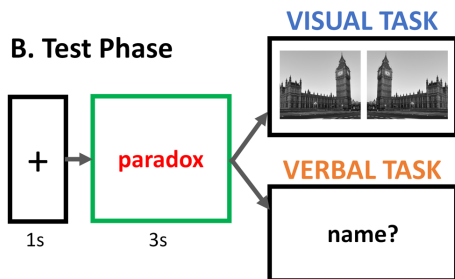 B. Test Phase
+
1s
paradox
3s
VISUAL TASK
VERBAL TASK
name?